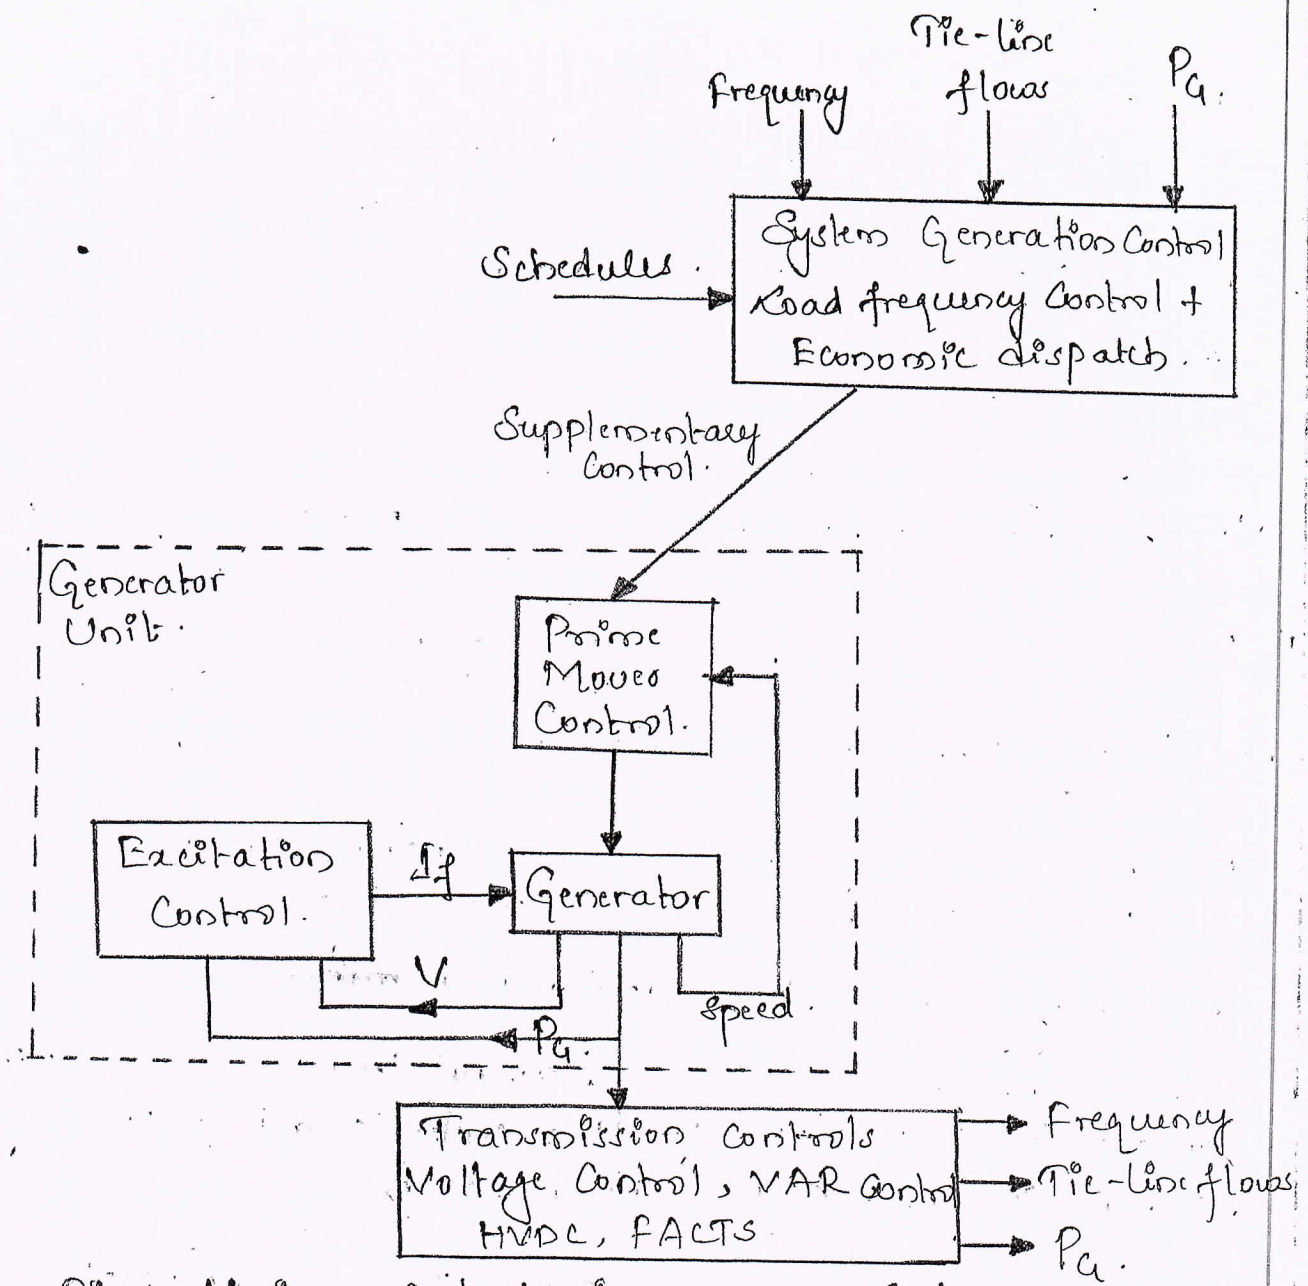 Tie-line
flows
Frequency
PG.
Schedules.
System Generation Control
Load frequency Control +
Economic dispatch.
Supplementary
Control.
Generator
Unit.
Prime
Mover
Control.
Excitation
Control.
If
Generator
V
Speed.
PG.
Transmission Controls
Voltage Control, VAR Control
HVDC, FACTS
Frequency
Tie-line flows
PG.